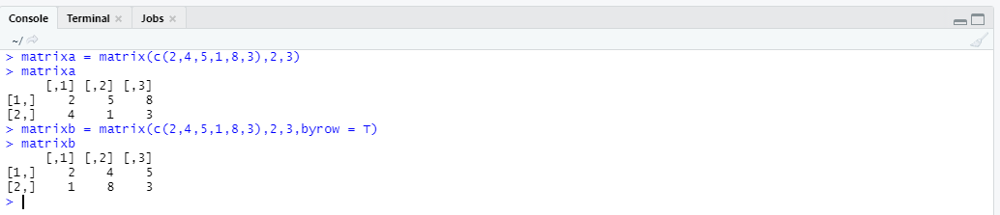 Console Terminal Jobs
~/
> matrixa = matrix(c(2,4,5,1,8,3),2,3)
> matrixa
     [,1] [,2] [,3]
[1,]    2    5    8
[2,]    4    1    3
> matrixb = matrix(c(2,4,5,1,8,3),2,3,byrow = T)
> matrixb
     [,1] [,2] [,3]
[1,]    2    4    5
[2,]    1    8    3
>